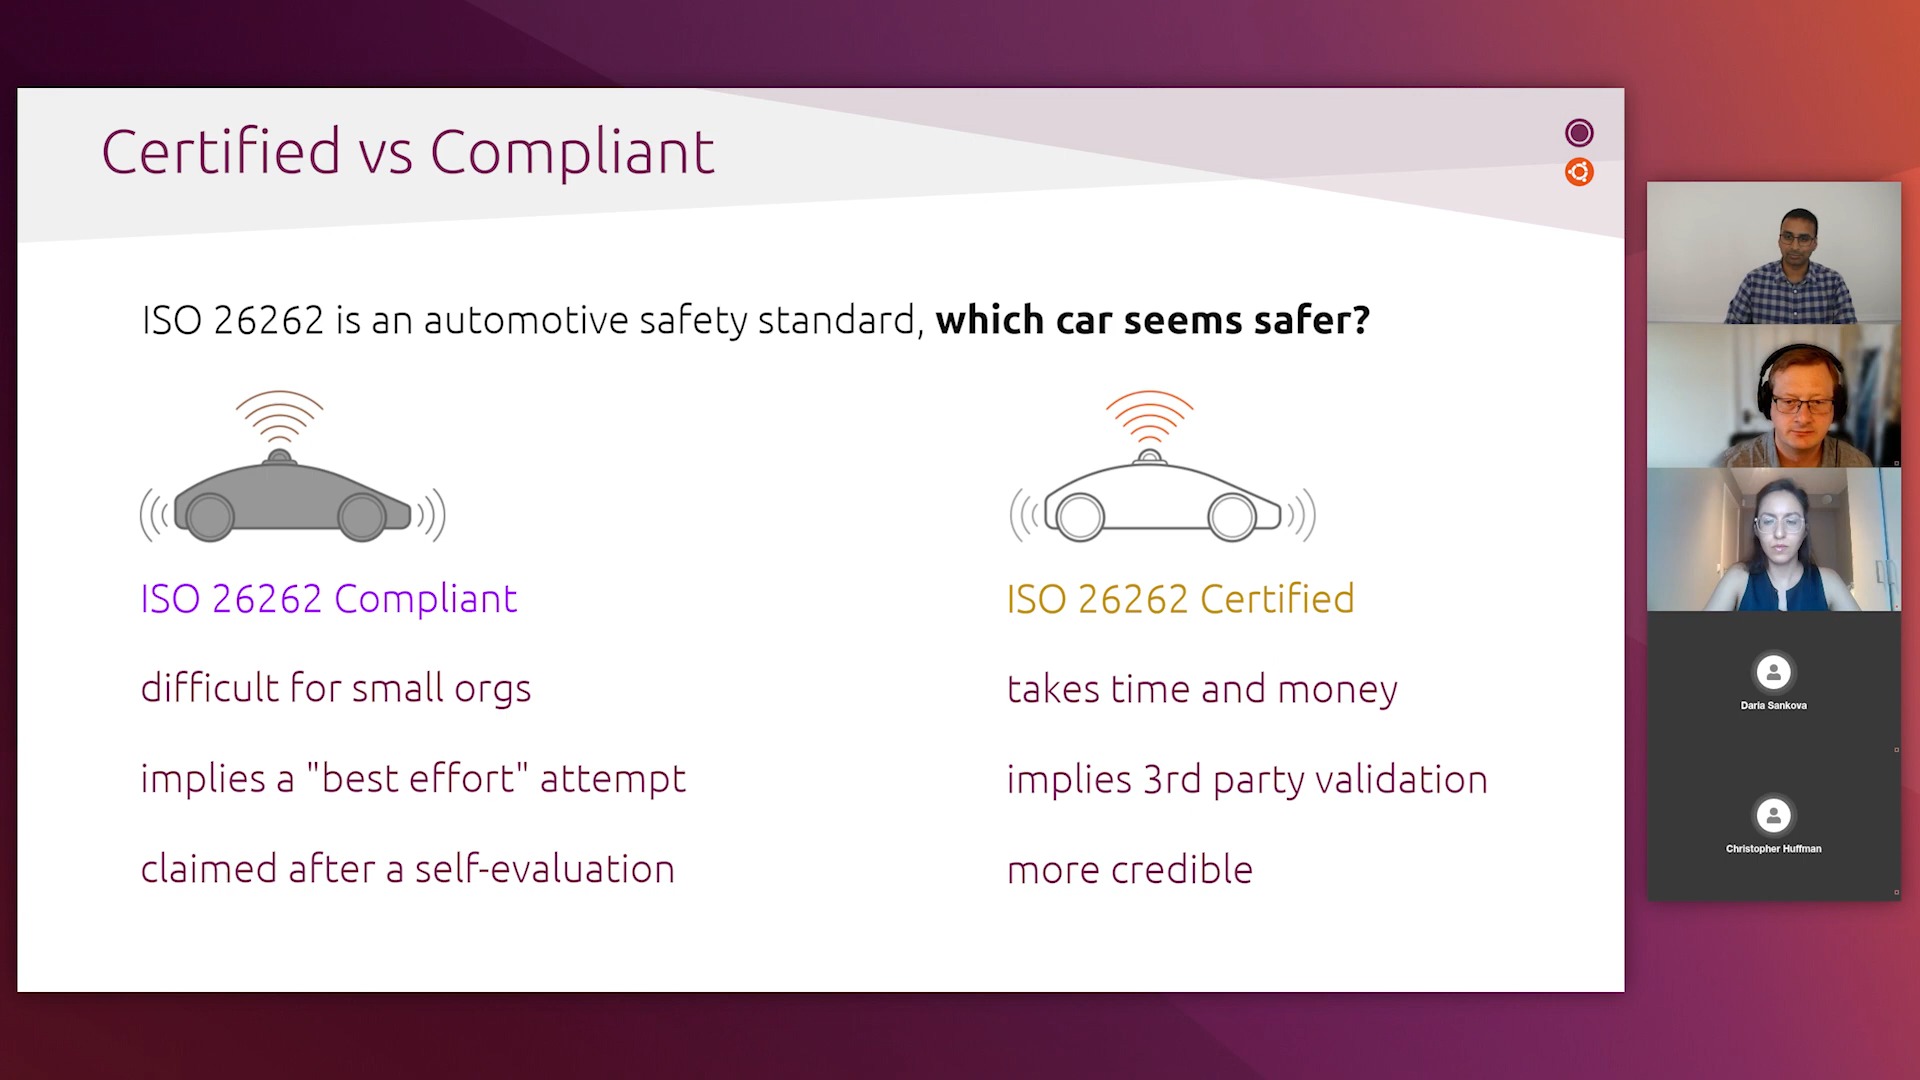 Certified vs Compliant
ISO 26262 is an automotive safety standard, which car seems safer?
ISO 26262 Compliant
difficult for small orgs
implies a "best effort" attempt
claimed after a self-evaluation
ISO 26262 Certified
takes time and money
implies 3rd party validation
more credible
Daria Sankova
Christopher Huffman